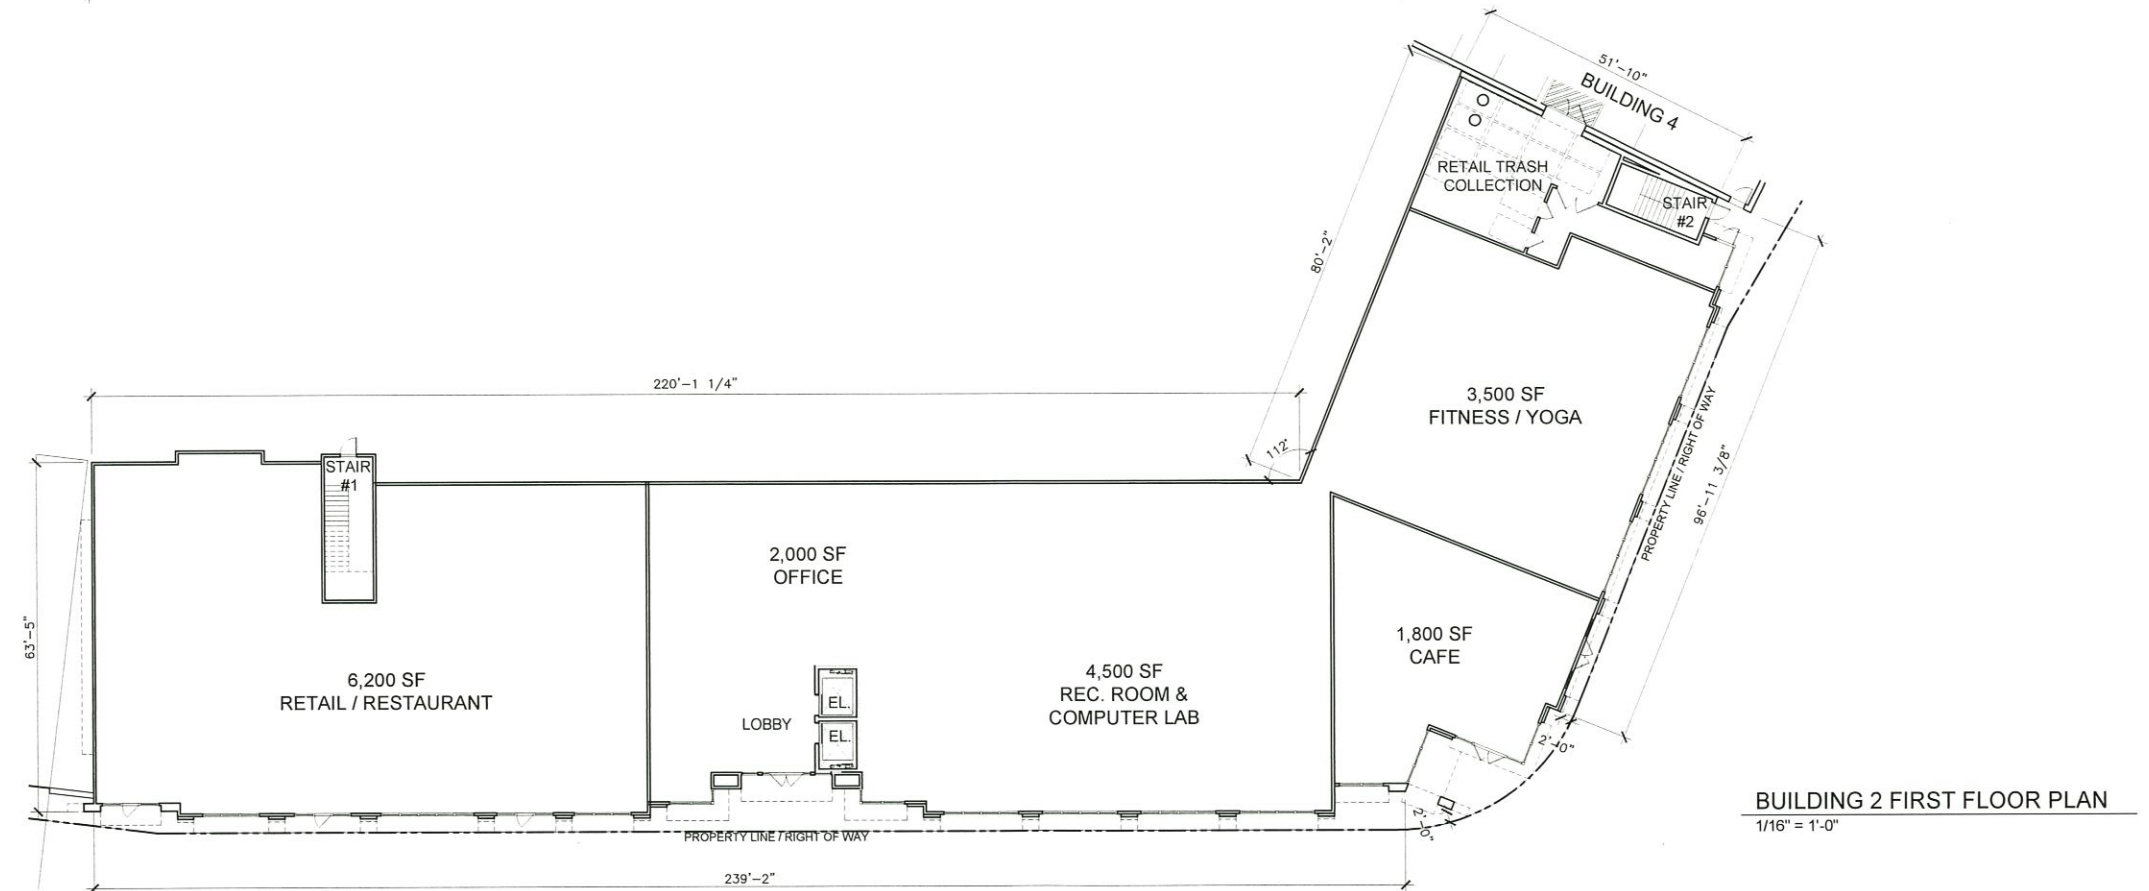 51'-10"
BUILDING 4
RETAIL TRASH
COLLECTION
STAIR
#2
80'-2"
220'-1 1/4"
112°
3,500 SF
FITNESS / YOGA
PROPERTY LINE / RIGHT OF WAY
96'-11 3/8"
STAIR
#1
63'-5"
2,000 SF
OFFICE
6,200 SF
RETAIL / RESTAURANT
LOBBY
EL.
EL.
4,500 SF
REC. ROOM &
COMPUTER LAB
1,800 SF
CAFE
2'-0"
2'-0"
PROPERTY LINE / RIGHT OF WAY
239'-2"
BUILDING 2 FIRST FLOOR PLAN
1/16" = 1'-0"